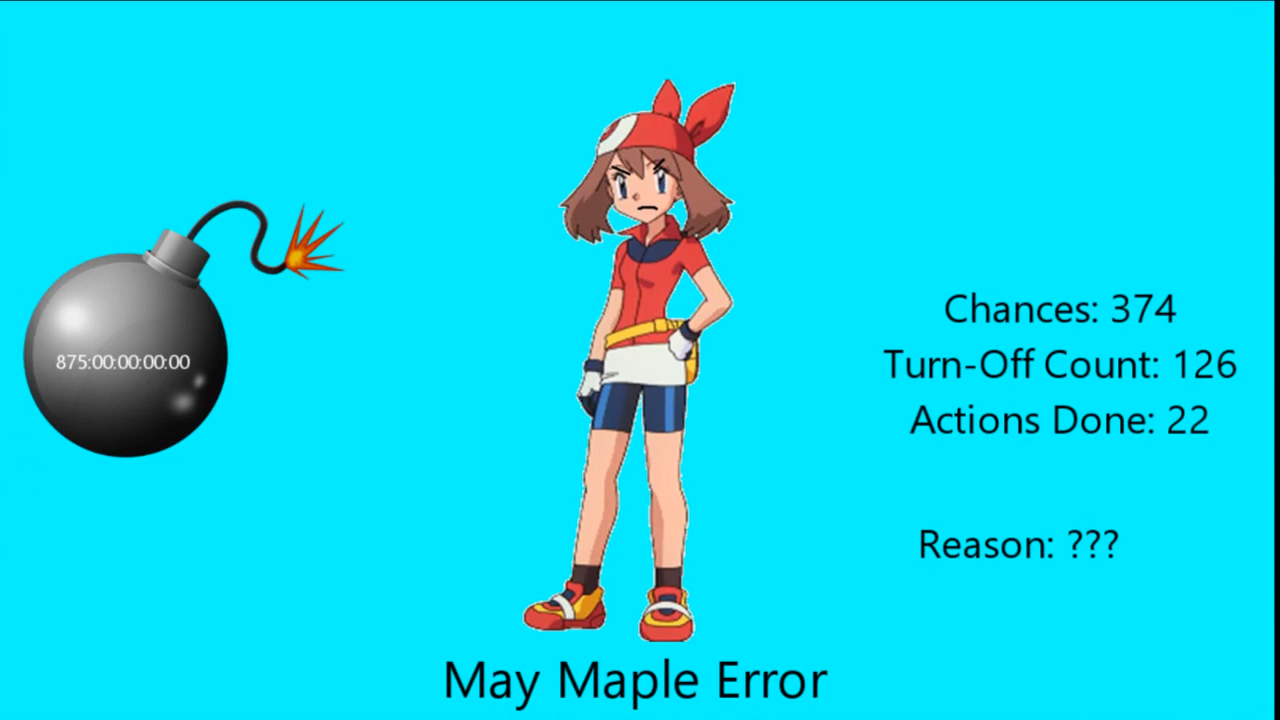 875:00:00:00:00
Chances: 374
Turn-Off Count: 126
Actions Done: 22
Reason: ???
May Maple Error